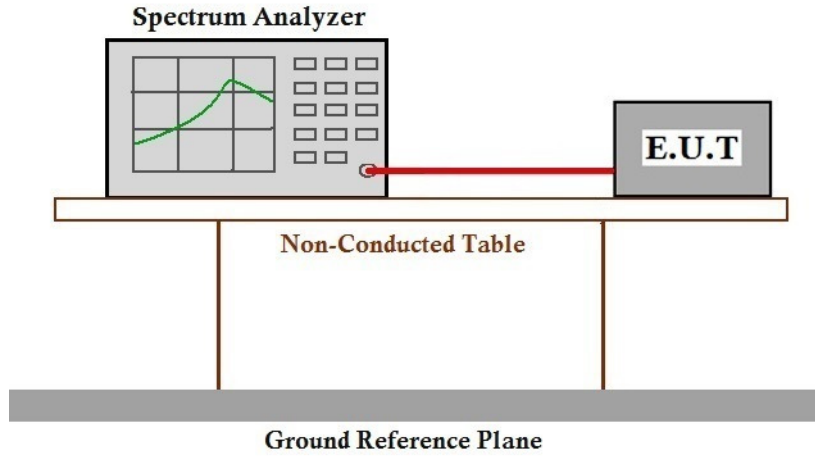 Spectrum Analyzer
E.U.T
Non-Conducted Table
Ground Reference Plane